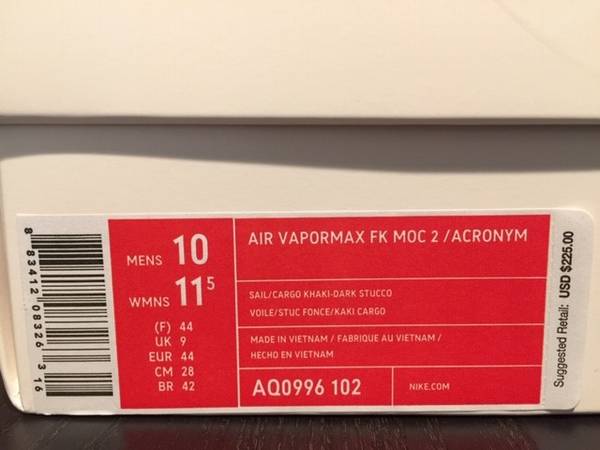 8 83412 08326 3 16
MENS 10
WMNS 11⁵
(F) 44
UK 9
EUR 44
CM 28
BR 42
AIR VAPORMAX FK MOC 2 /ACRONYM
SAIL/CARGO KHAKI-DARK STUCCO
VOILE/STUC FONCE/KAKI CARGO
MADE IN VIETNAM / FABRIQUE AU VIETNAM /
HECHO EN VIETNAM
AQ0996 102
NIKE.COM
Suggested Retail: USD $225.00